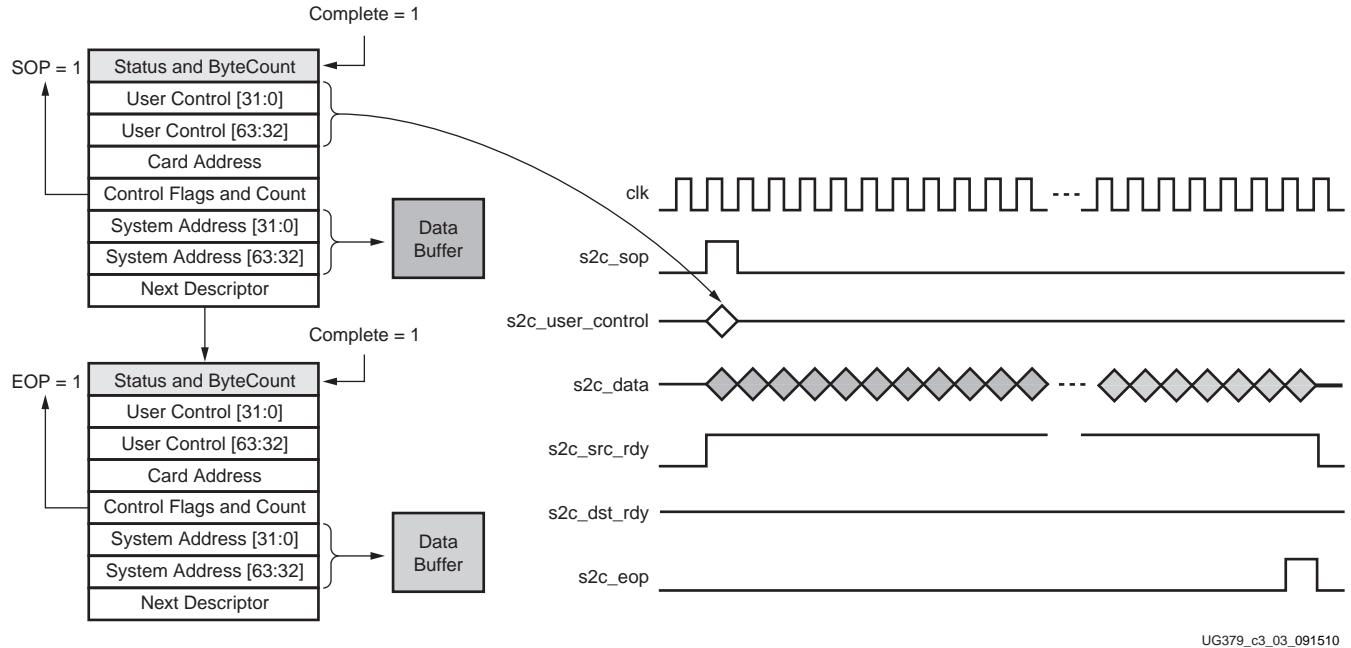 Complete = 1
SOP = 1
Status and ByteCount
User Control [31:0]
User Control [63:32]
Card Address
Control Flags and Count
System Address [31:0]
System Address [63:32]
Next Descriptor
Data
Buffer
Complete = 1
EOP = 1
Status and ByteCount
User Control [31:0]
User Control [63:32]
Card Address
Control Flags and Count
System Address [31:0]
System Address [63:32]
Next Descriptor
Data
Buffer
clk
s2c_sop
s2c_user_control
s2c_data
s2c_src_rdy
s2c_dst_rdy
s2c_eop
UG379_c3_03_091510